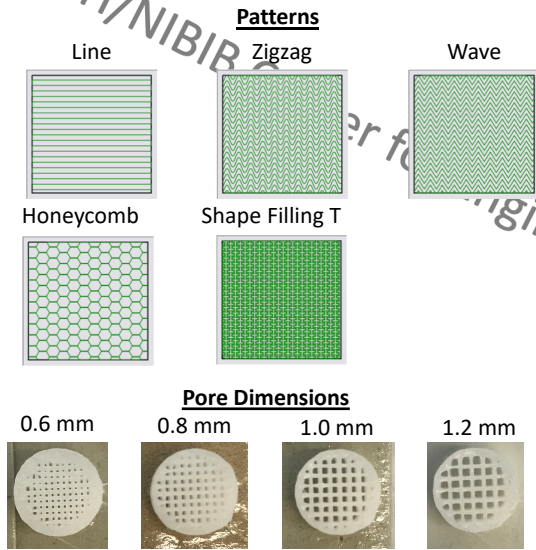 Patterns
Line Zigzag Wave
Honeycomb Shape Filling T
Pore Dimensions
0.6 mm 0.8 mm 1.0 mm 1.2 mm